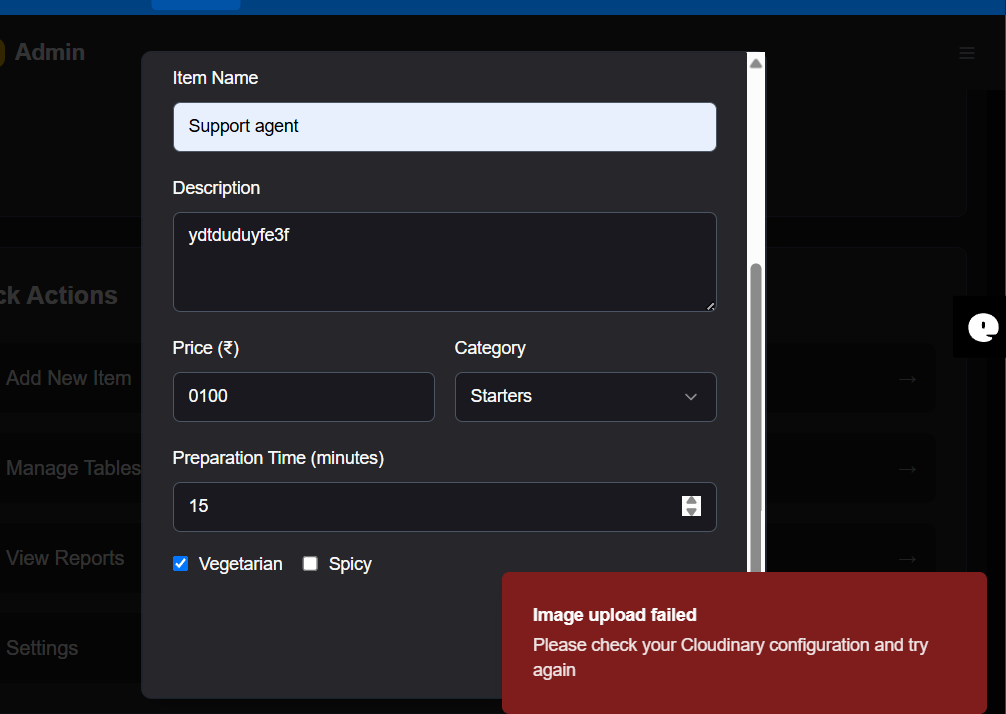 Admin
Item Name
Support agent
Description
ydtduduyfe3f
Price (₹)
Category
0100
Starters
Preparation Time (minutes)
15
Vegetarian
Spicy
ck Actions
Add New Item
→
Manage Tables
→
View Reports
→
Settings
Image upload failed
Please check your Cloudinary configuration and try
again